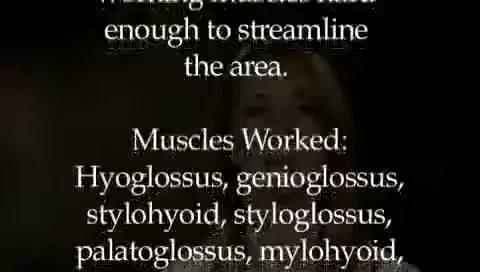 enough to streamline
the area.
Muscles Worked:
Hyoglossus, genioglossus,
stylohyoid, styloglossus,
palatoglossus, mylohyoid,